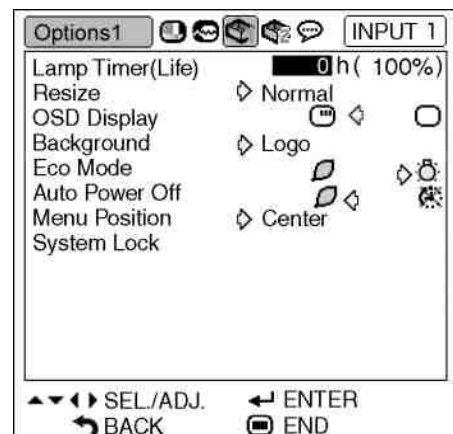 Options1 INPUT 1
Lamp Timer(Life) 0 h ( 100%)
Resize Normal
OSD Display
Background Logo
Eco Mode
Auto Power Off
Menu Position Center
System Lock
SEL./ADJ. ENTER
BACK END